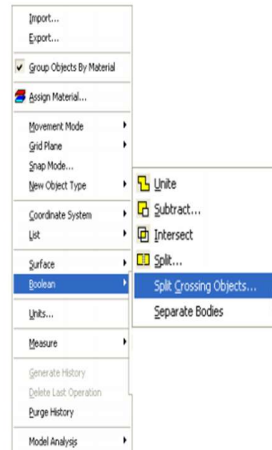 Import...
Export...
Group Objects By Material
Assign Material...
Movement Mode
Grid Plane
Snap Mode...
New Object Type
Coordinate System
List
Surface
Boolean
Units...
Measure
Generate History
Delete Last Operation
Purge History
Model Analysis
Unite
Subtract...
Intersect
Split...
Split Crossing Objects...
Separate Bodies